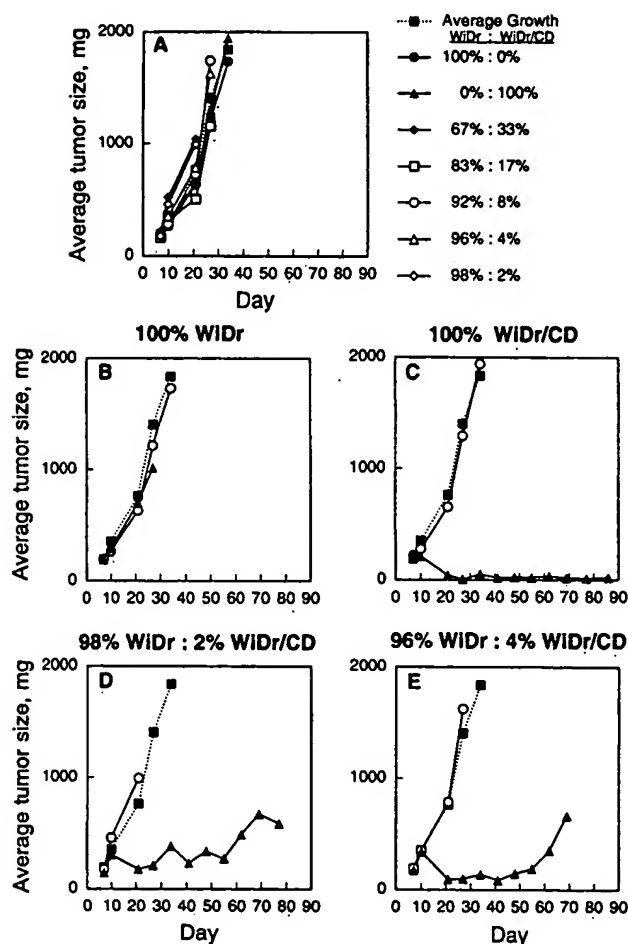 A
Average tumor size, mg
2000
1000
0
0 10 20 30 40 50 60 70 80 90
Day
Average Growth
WiDr : WiDr/CD
100% : 0%
0% : 100%
67% : 33%
83% : 17%
92% : 8%
96% : 4%
98% : 2%
100% WiDr
B
Average tumor size, mg
2000
1000
0
0 10 20 30 40 50 60 70 80 90
100% WiDr/CD
C
2000
1000
0
0 10 20 30 40 50 60 70 80 90
98% WiDr : 2% WiDr/CD
D
Average tumor size, mg
2000
1000
0
0 10 20 30 40 50 60 70 80 90
Day
96% WiDr : 4% WiDr/CD
E
2000
1000
0
0 10 20 30 40 50 60 70 80 90
Day